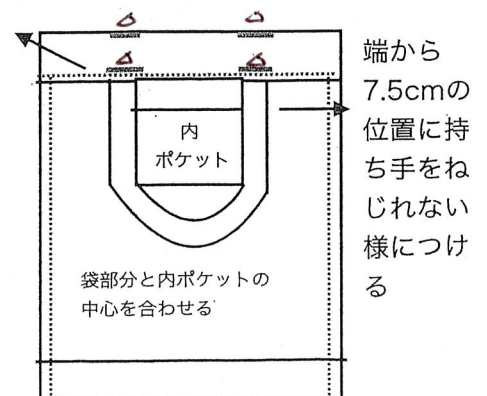 端から
7.5cmの
位置に持
ち手をね
じれない
様につけ
る
内
ポケット
袋部分と内ポケットの
中心を合わせる